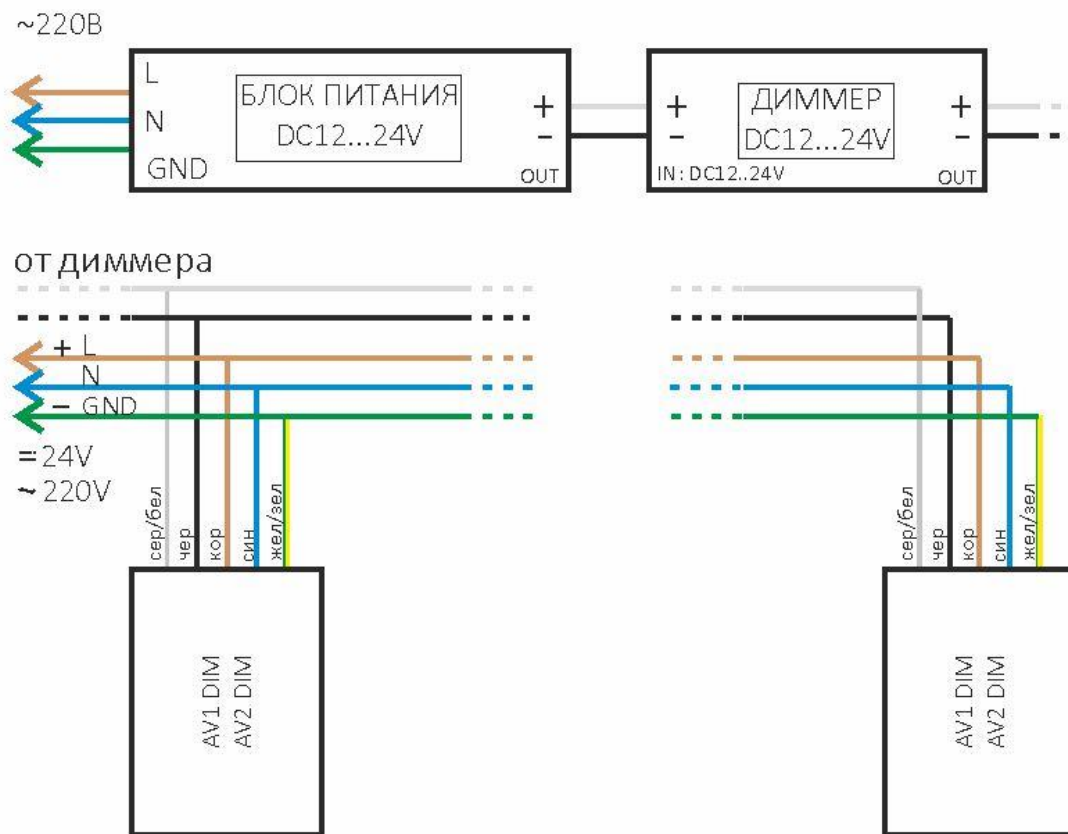 ~220В
L
N
GND
БЛОК ПИТАНИЯ
DC12...24V
+
−
OUT
+
−
IN : DC12..24V
ДИММЕР
DC12...24V
+
−
OUT
от диммера
+ L
N
− GND
=24V
~220V
сер/бел
чер
кор
син
жел/зел
AV1 DIM
AV2 DIM
сер/бел
чер
кор
син
жел/зел
AV1 DIM
AV2 DIM